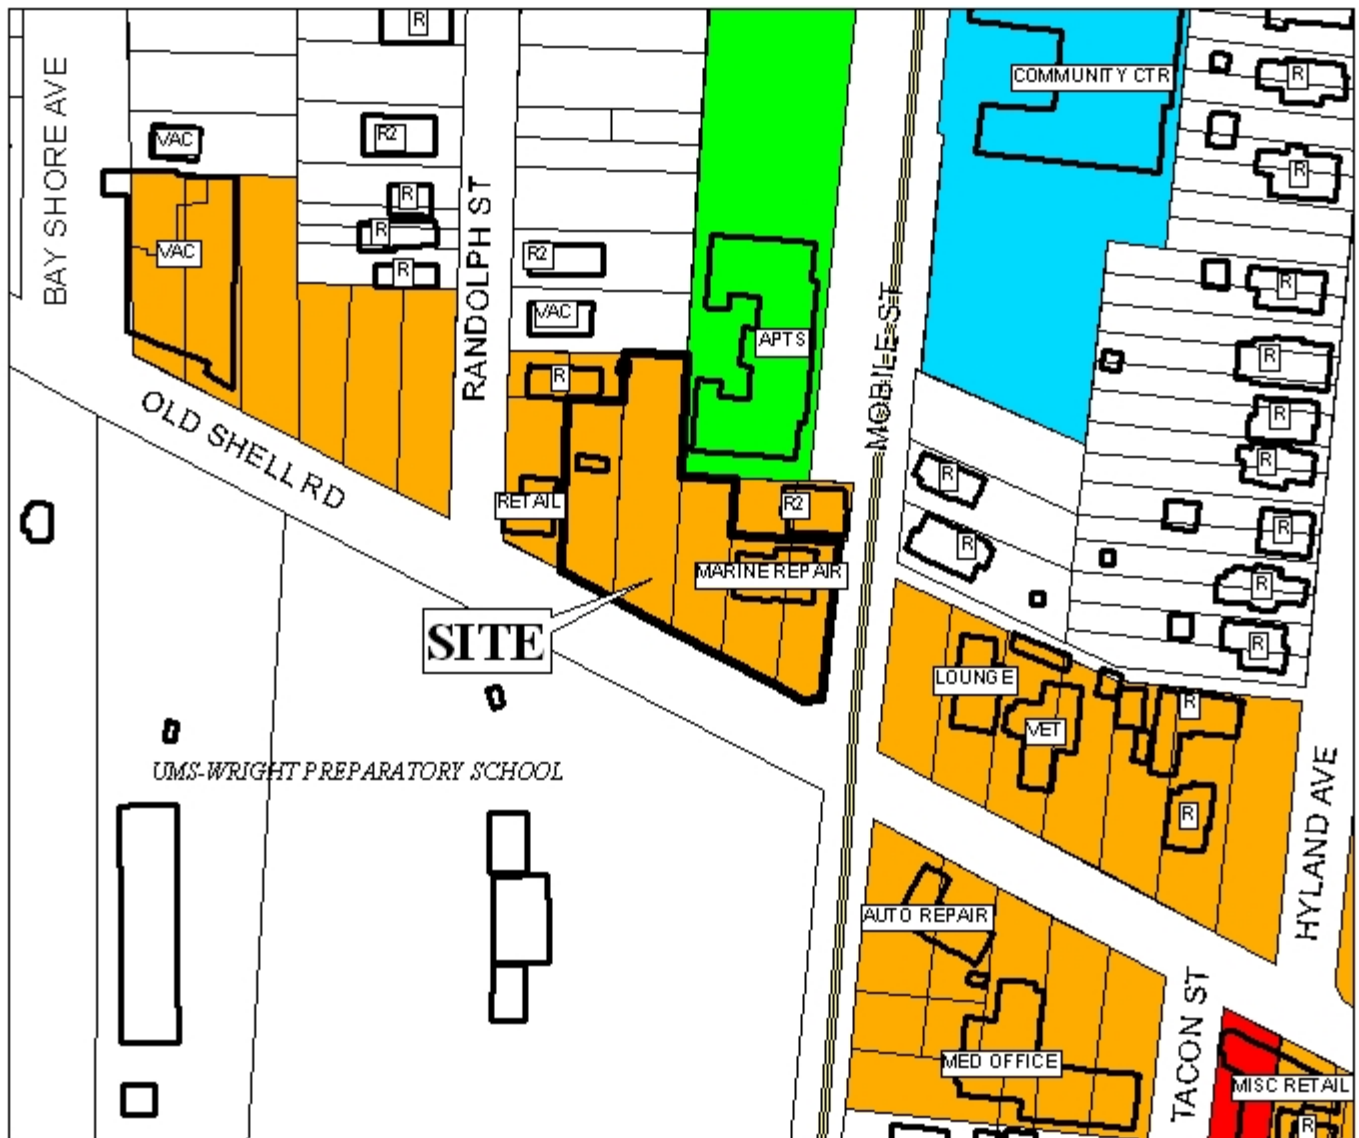 R
COMMUNITY CTR
R
BAY SHORE AVE
VAC
R2
R
R
RANDOLPH ST
R
R
VAC
R2
R
R
VAC
APTS
MOBILE ST
R
R
OLD SHELL RD
R
R
R
RETAIL
R2
R
R
MARINE REPAIR
R
SITE
R
LOUNGE
R
VET
UMS-WRIGHT PREPARATORY SCHOOL
R
HYLAND AVE
AUTO REPAIR
TACON ST
MED OFFICE
MISC RETAIL
R